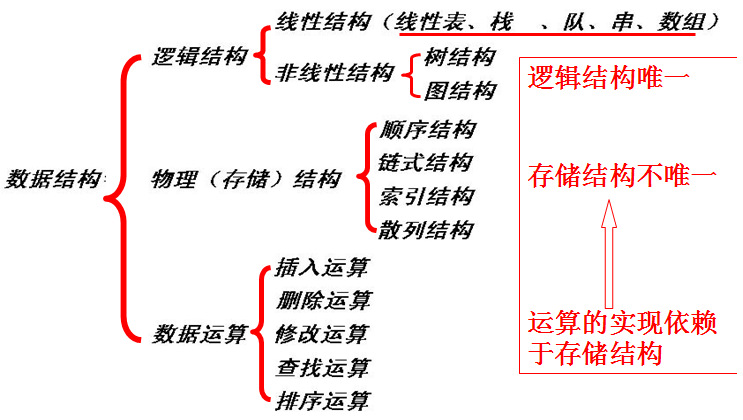 线性结构（线性表、栈 、队、串、数组）
逻辑结构
非线性结构
树结构
图结构
数据结构
物理（存储）结构
顺序结构
链式结构
索引结构
散列结构
数据运算
插入运算
删除运算
修改运算
查找运算
排序运算
逻辑结构唯一
存储结构不唯一
运算的实现依赖
于存储结构